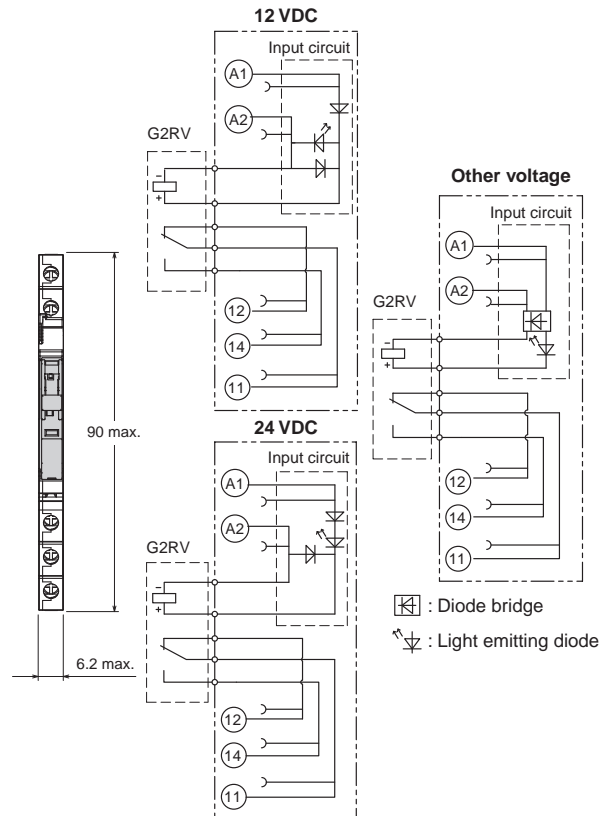 12 VDC
Input circuit
A1
A2
G2RV
−
+
12
14
11
Other voltage
Input circuit
A1
A2
G2RV
−
+
12
14
11
90 max.
6.2 max.
24 VDC
Input circuit
A1
A2
G2RV
−
+
12
14
11
: Diode bridge
: Light emitting diode